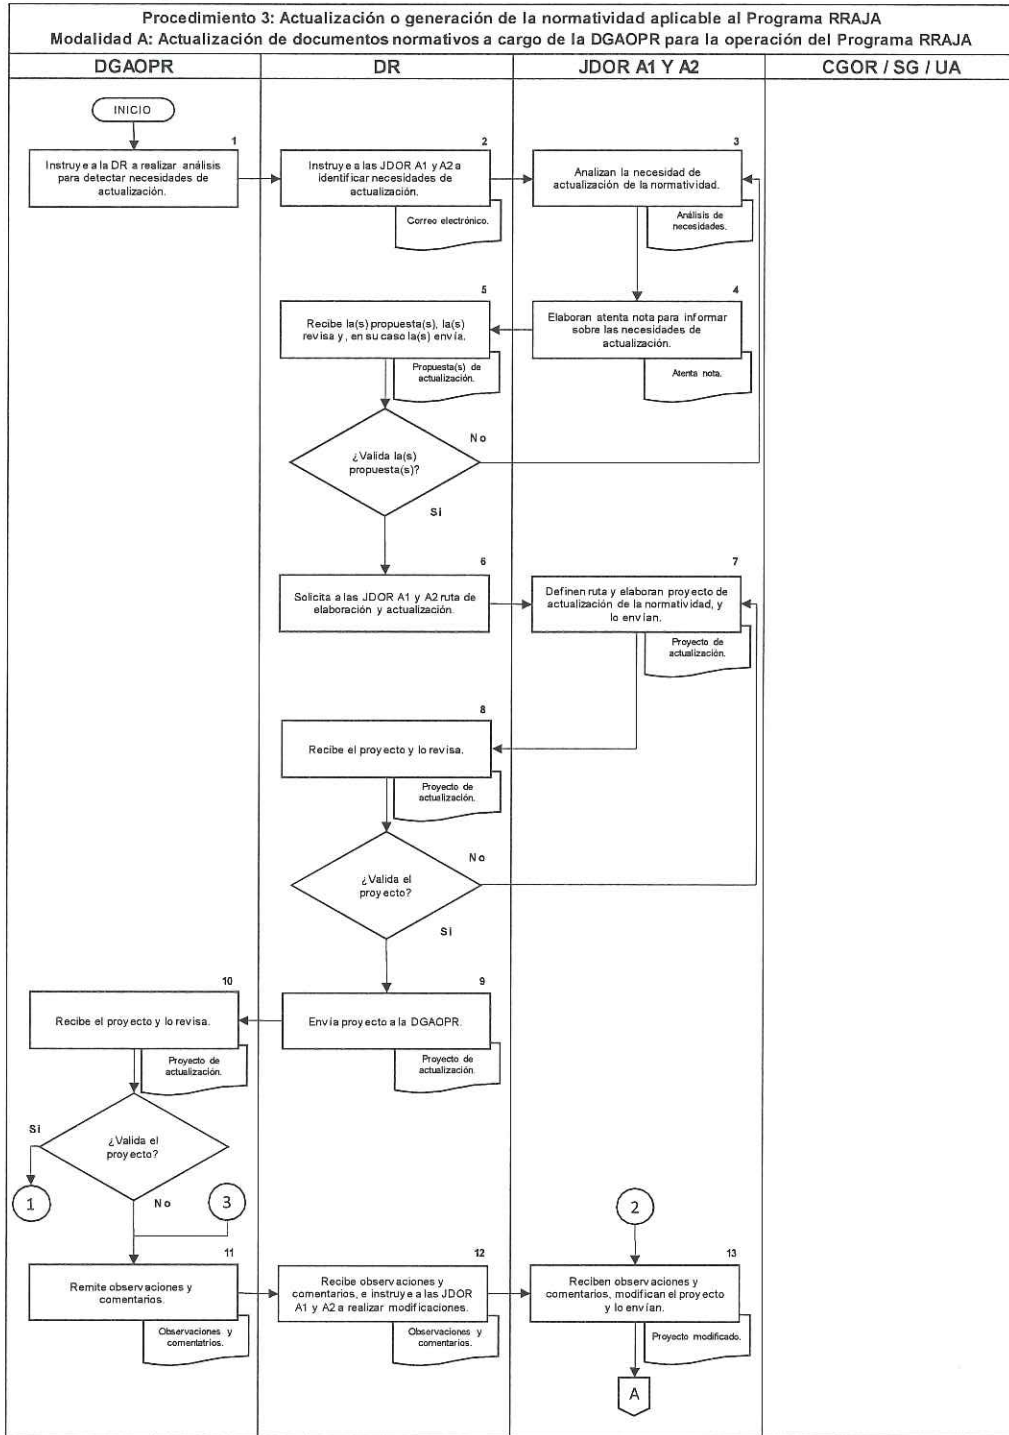 Procedimiento 3: Actualización o generación de la normatividad aplicable al Programa RRAJA
Modalidad A: Actualización de documentos normativos a cargo de la DGAOPR para la operación del Programa RRAJA
DGAOPR
DR
JDOR A1 Y A2
CGOR / SG / UA
INICIO
1
Instruye a la DR a realizar análisis
para detectar necesidades de
actualización.
2
Instruye a las JDOR A1 y A2 a
identificar necesidades de
actualización.
Correo electrónico.
3
Analizan la necesidad de
actualización de la normatividad.
Análisis de
necesidades.
4
Elaboran atenta nota para informar
sobre las necesidades de
actualización.
Atenta nota.
5
Recibe la(s) propuesta(s), la(s)
revisa y, en su caso la(s) envía.
Propuesta(s) de
actualización.
¿Valida la(s)
propuesta(s)?
No
Si
6
Solicita a las JDOR A1 y A2 ruta de
elaboración y actualización.
7
Definen ruta y elaboran proyecto de
actualización de la normatividad, y
lo envían.
Proyecto de
actualización.
8
Recibe el proyecto y lo revisa.
Proyecto de
actualización.
¿Valida el
proyecto?
No
Si
9
Envía proyecto a la DGAOPR.
Proyecto de
actualización.
10
Recibe el proyecto y lo revisa.
Proyecto de
actualización.
¿Valida el
proyecto?
Si
1
No
3
2
11
Remite observaciones y
comentarios.
Observaciones y
comentatrios.
12
Recibe observaciones y
comentarios, e instruye a las JDOR
A1 y A2 a realizar modificaciones.
Observaciones y
comentarios.
13
Reciben observaciones y
comentarios, modifican el proyecto
y lo envían.
Proyecto modificado.
A